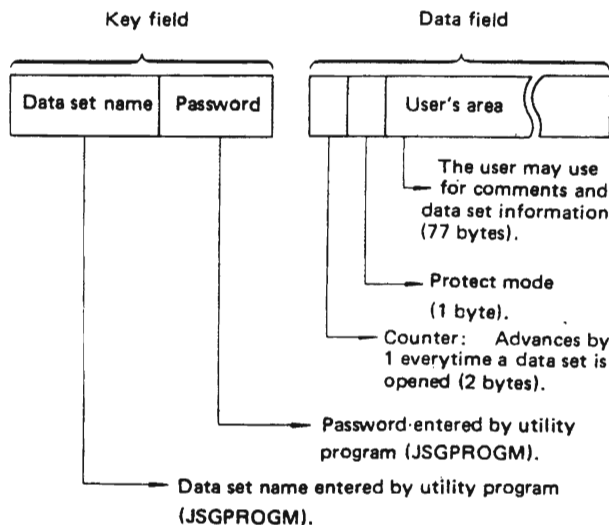 Key field
Data field
Data set name
Password
User's area
The user may use
for comments and
data set information
(77 bytes).
Protect mode
(1 byte).
Counter: Advances by
1 everytime a data set is
opened (2 bytes).
Password entered by utility
program (JSGPROGM).
Data set name entered by utility program
(JSGPROGM).